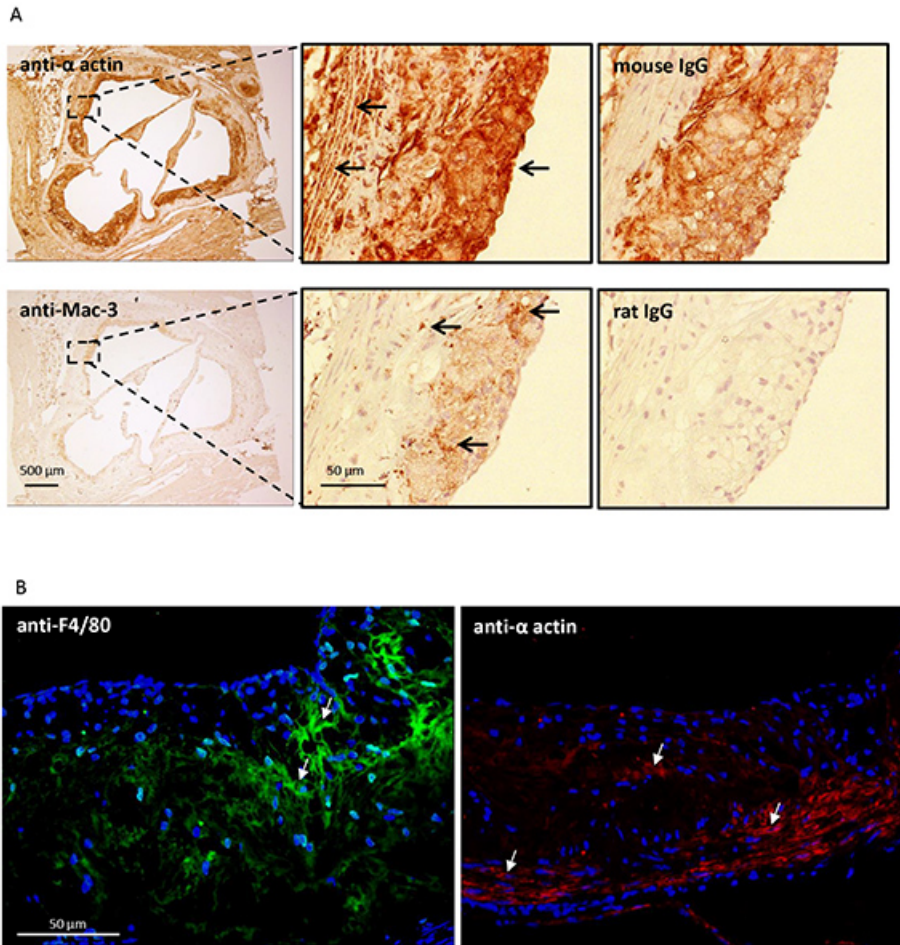 A
anti-α actin
mouse IgG
anti-Mac-3
rat IgG
500 µm
50 µm
B
anti-F4/80
anti-α actin
50 µm